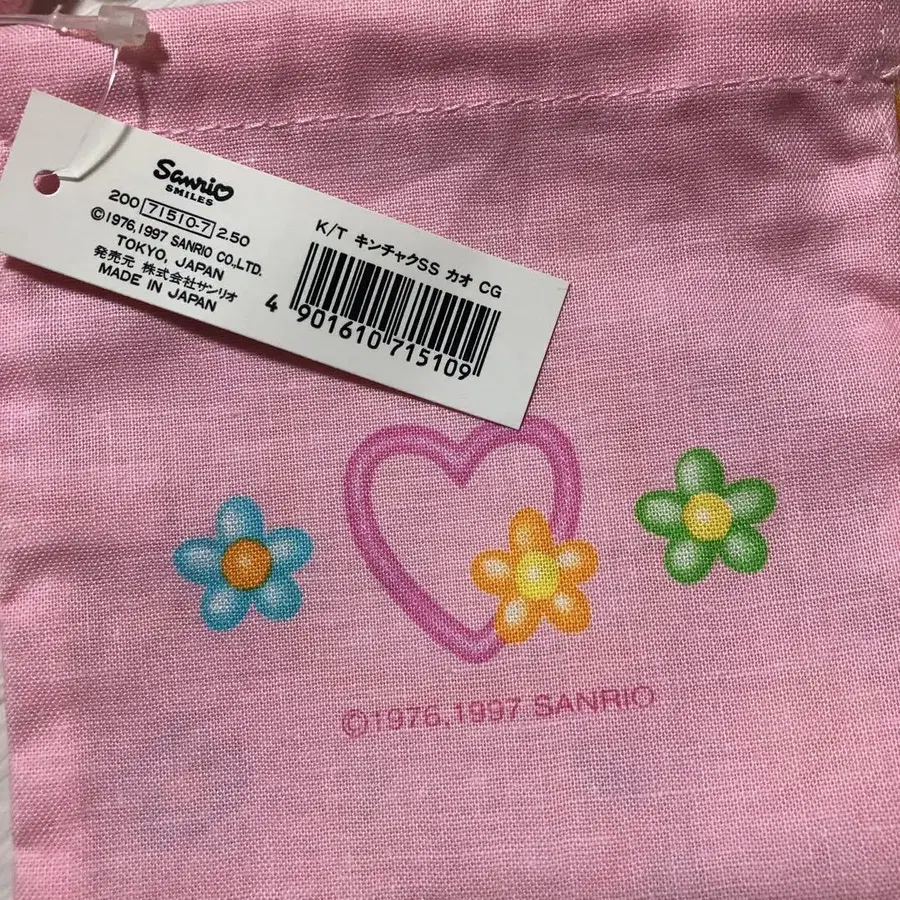 Sanrio
SMILES
200 71510-7 2.50
©1976,1997 SANRIO CO.,LTD.
TOKYO, JAPAN
発売元 株式会社サンリオ
MADE IN JAPAN
K/T キンチャクSS カオ CG
4 901610 715109
©1976,1997 SANRIO